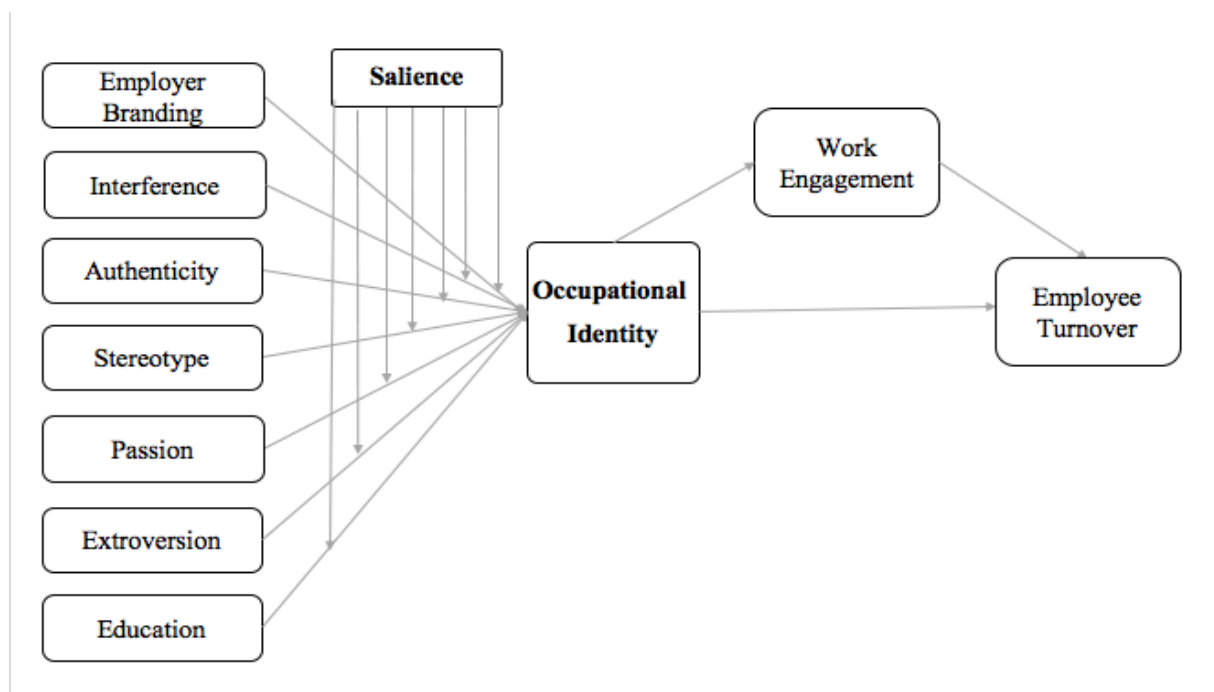 Employer
Branding
Interference
Authenticity
Stereotype
Passion
Extroversion
Education
Salience
Occupational
Identity
Work
Engagement
Employee
Turnover